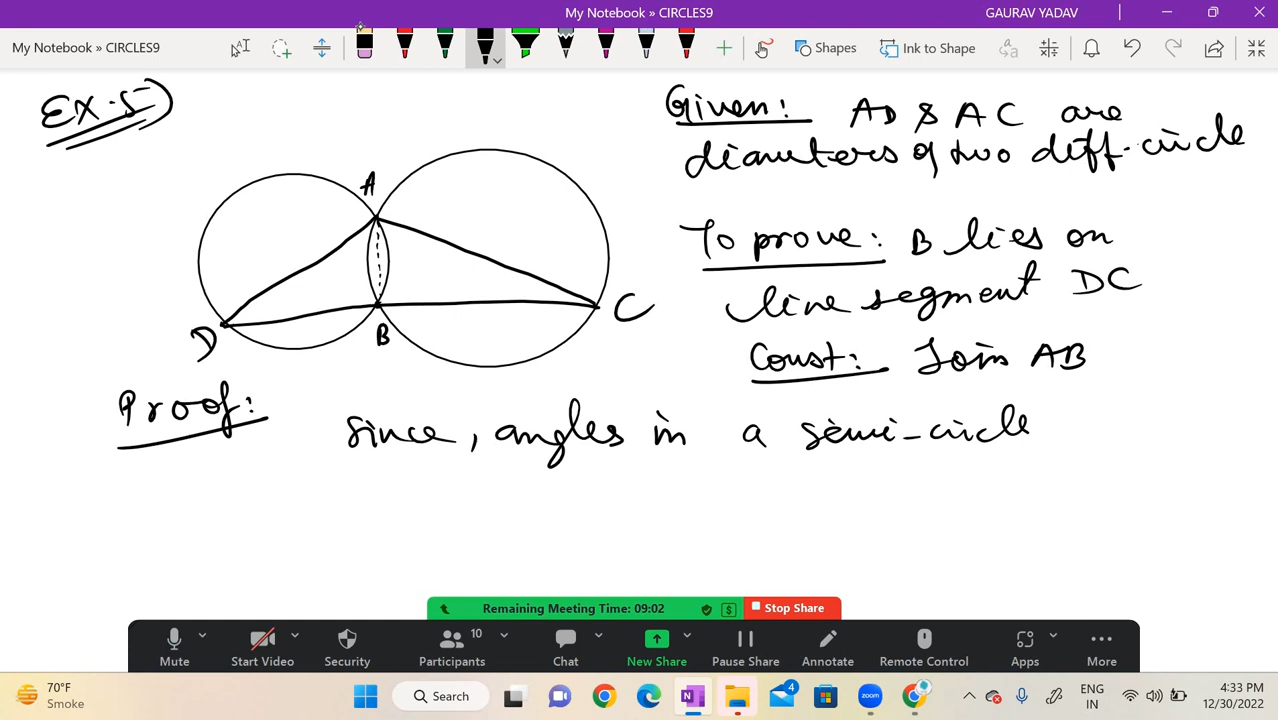 My Notebook » CIRCLES9
GAURAV YADAV
My Notebook » CIRCLES9
Shapes
Ink to Shape
EX.5)
Given: AD & AC are
diameters of two diff. circle
A
To prove: B lies on
line segment DC
D
B
C
Const: Join AB
Proof: since, angles in a semi-circle
Remaining Meeting Time: 09:02
Stop Share
10
Mute
Start Video
Security
Participants
Chat
New Share
Pause Share
Annotate
Remote Control
Apps
More
70°F
Smoke
Search
zoom
4
ENG
IN
4:33 PM
12/30/2022